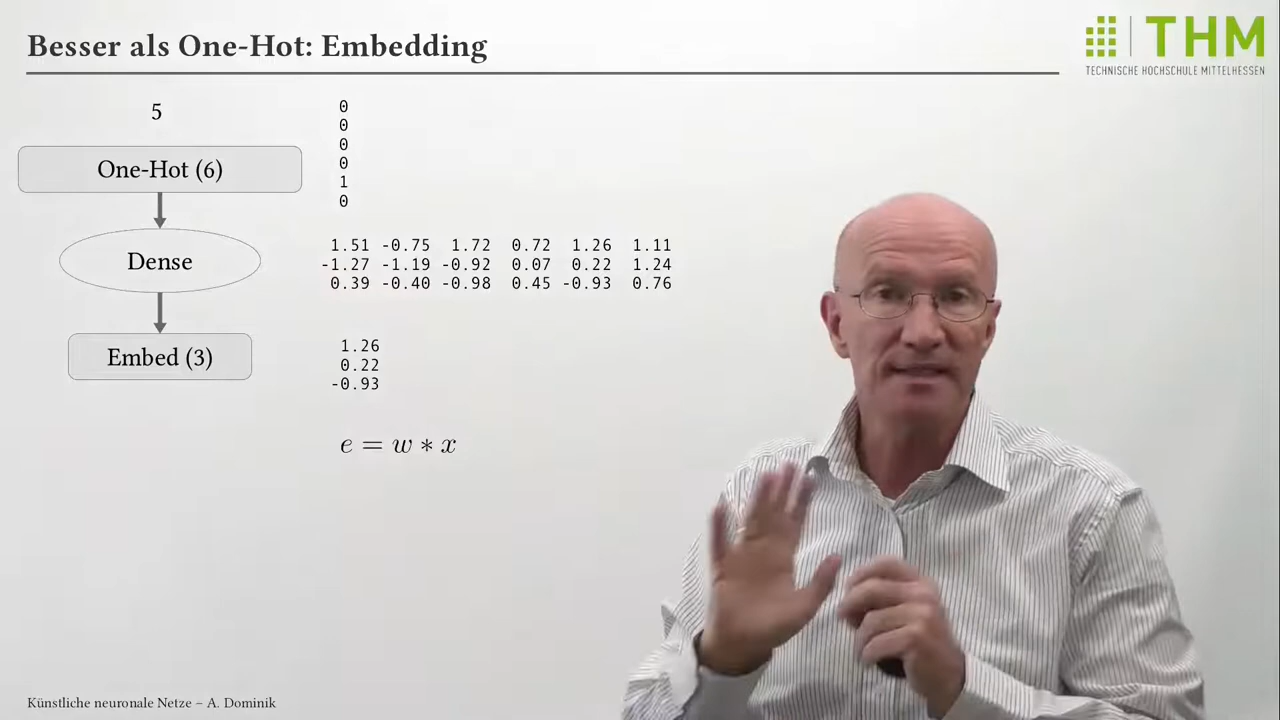 Besser als One-Hot: Embedding
THM
TECHNISCHE HOCHSCHULE MITTELHESSEN
5
One-Hot (6)
0
0
0
0
1
0
Dense
1.51 -0.75 1.72 0.72 1.26 1.11
-1.27 -1.19 -0.92 0.07 0.22 1.24
0.39 -0.40 -0.98 0.45 -0.93 0.76
Embed (3)
1.26
0.22
-0.93
e = w ∗ x
Künstliche neuronale Netze – A. Dominik